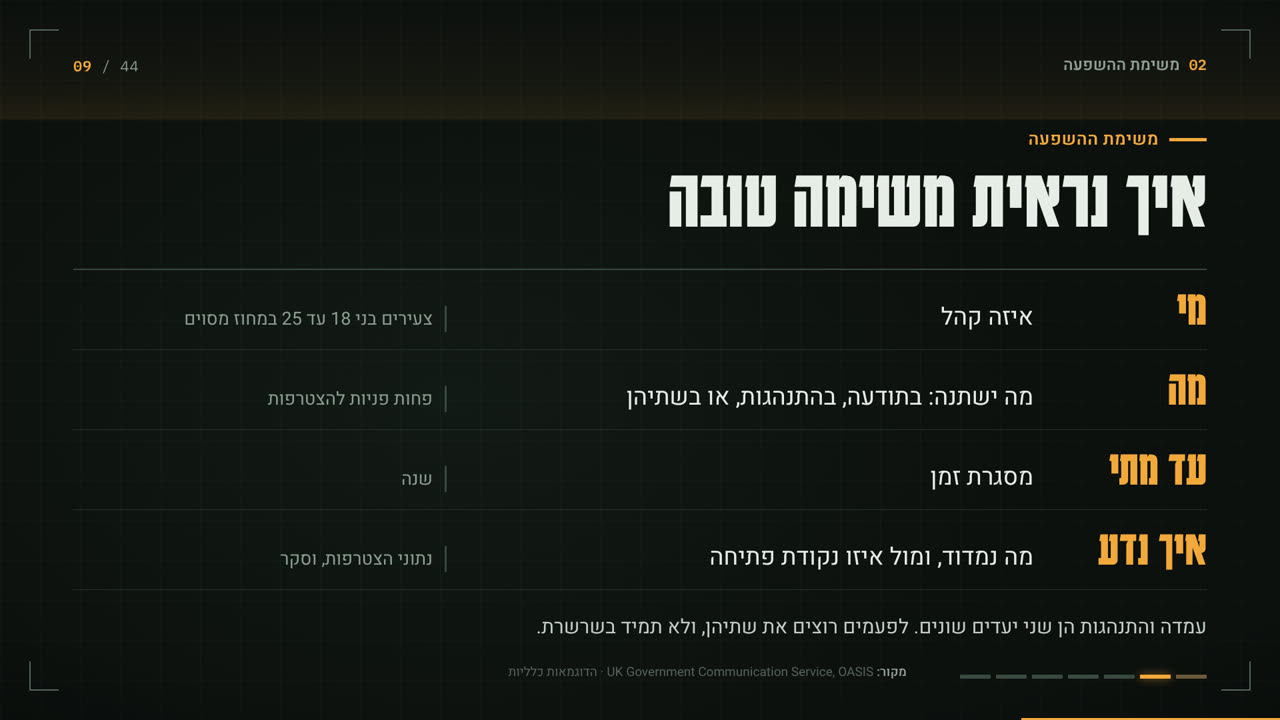 02 משימת ההשפעה
09 / 44
משימת ההשפעה
איך נראית משימה טובה
מי
איזה קהל
צעירים בני 18 עד 25 במחוז מסוים
מה
מה ישתנה: בתודעה, בהתנהגות, או בשתיהן
פחות פניות להצטרפות
עד מתי
מסגרת זמן
שנה
איך נדע
מה נמדוד, ומול איזו נקודת פתיחה
נתוני הצטרפות, וסקר
עמדה והתנהגות הן שני יעדים שונים. לפעמים רוצים את שתיהן, ולא תמיד בשרשרת.
מקור: UK Government Communication Service, OASIS · הדוגמאות כלליות